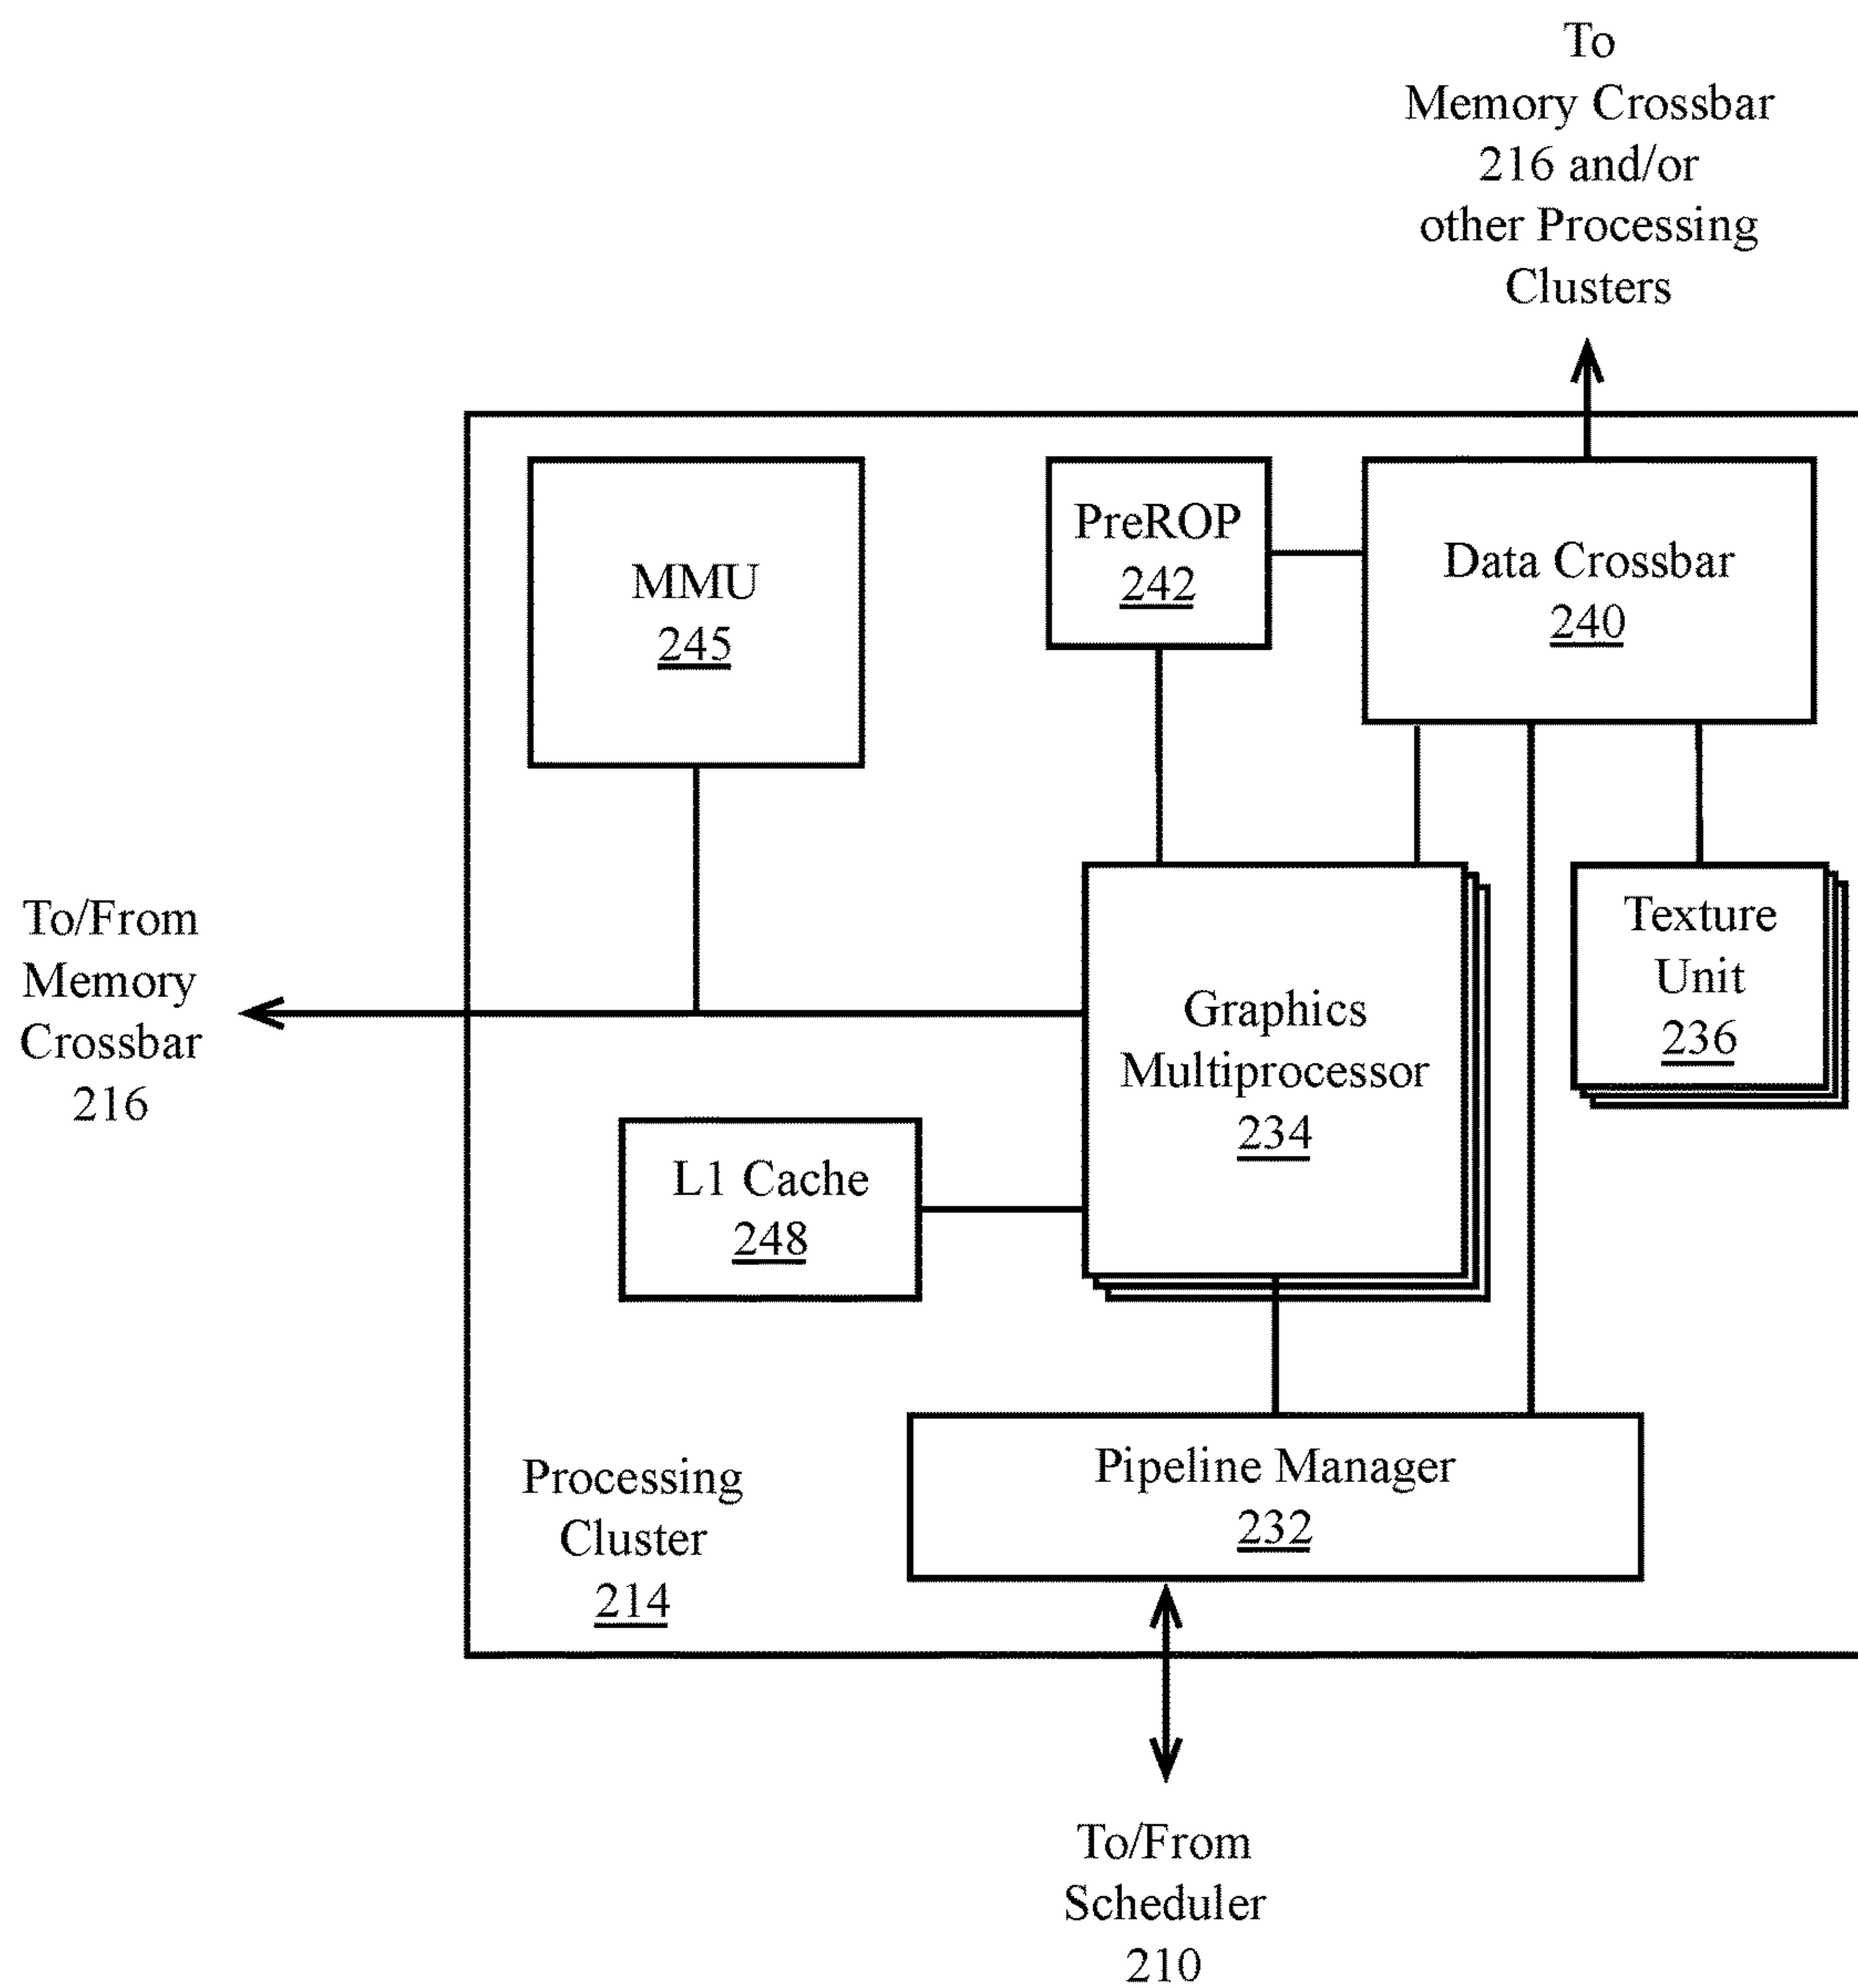 To
Memory Crossbar
216 and/or
other Processing
Clusters
MMU
245
PreROP
242
Data Crossbar
240
To/From
Memory
Crossbar
216
Graphics
Multiprocessor
234
Texture
Unit
236
L1 Cache
248
Processing
Cluster
214
Pipeline Manager
232
To/From
Scheduler
210